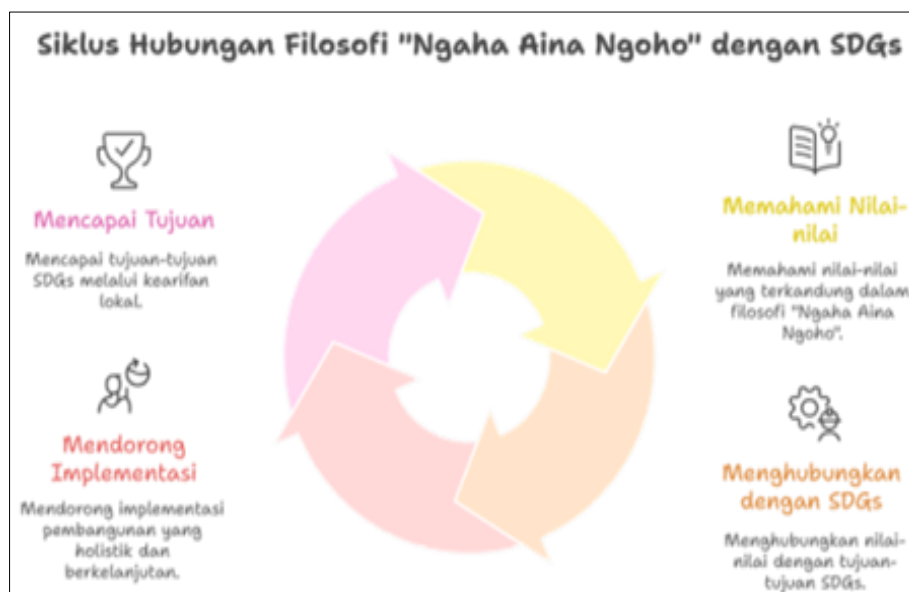 Siklus Hubungan Filosofi "Ngaha Aina Ngoho" dengan SDGs
Mencapai Tujuan
Mencapai tujuan-tujuan
SDGs melalui kearifan
lokal.
Memahami Nilai-
nilai
Memahami nilai-nilai
yang terkandung dalam
filosofi "Ngaha Aina
Ngoho".
Mendorong
Implementasi
Mendorong implementasi
pembangunan yang
holistik dan
berkelanjutan.
Menghubungkan
dengan SDGs
Menghubungkan nilai-
nilai dengan tujuan-
tujuan SDGs.